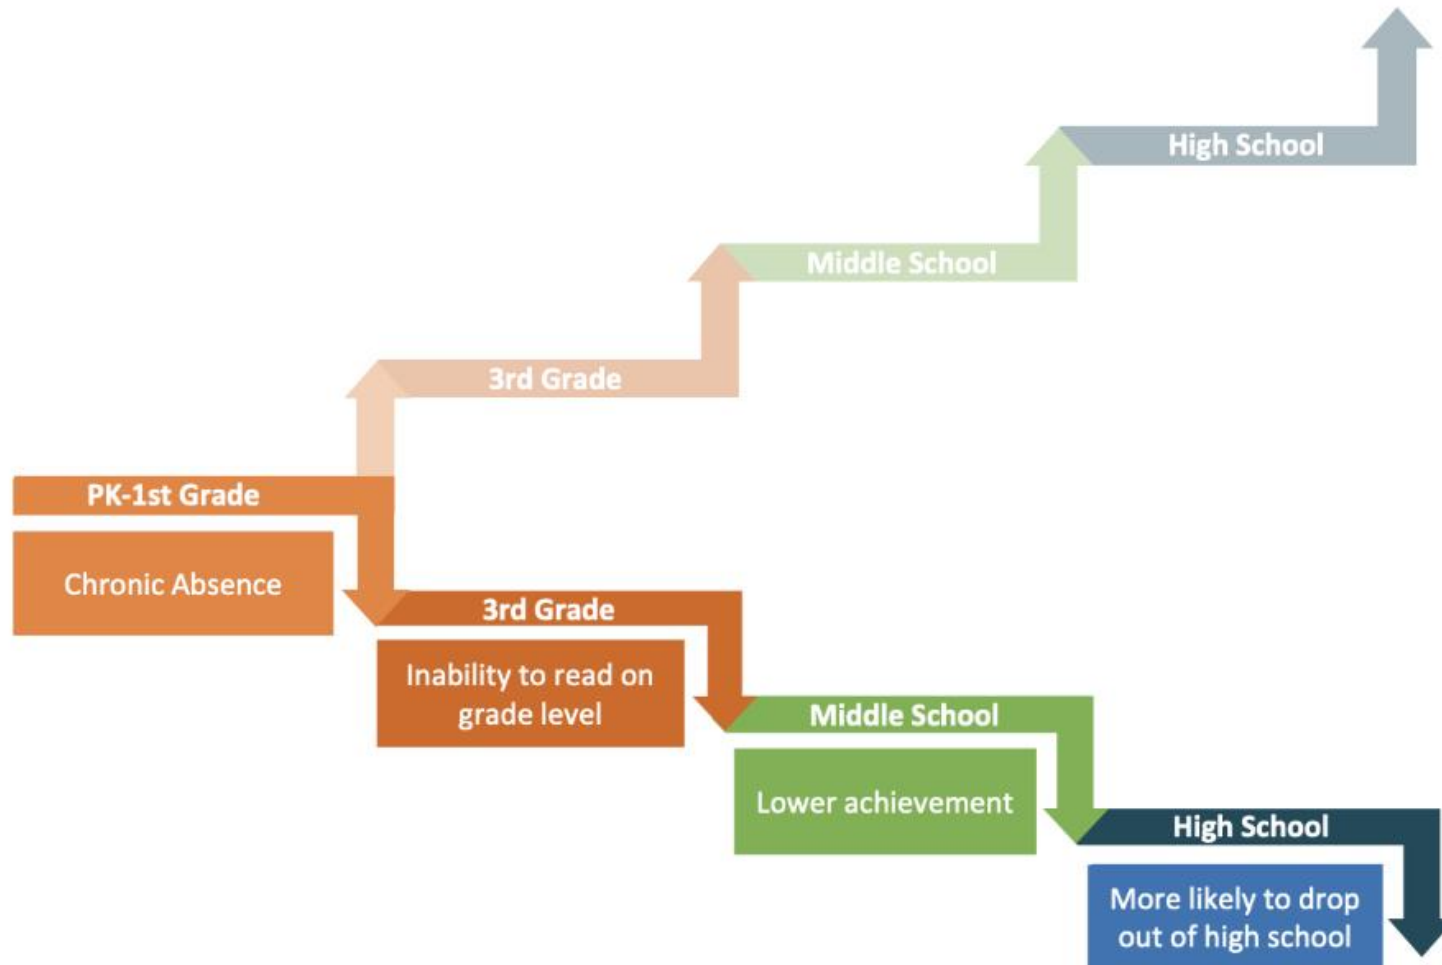 High School
Middle School
3rd Grade
PK-1st Grade
Chronic Absence
3rd Grade
Inability to read on
grade level
Middle School
Lower achievement
High School
More likely to drop
out of high school